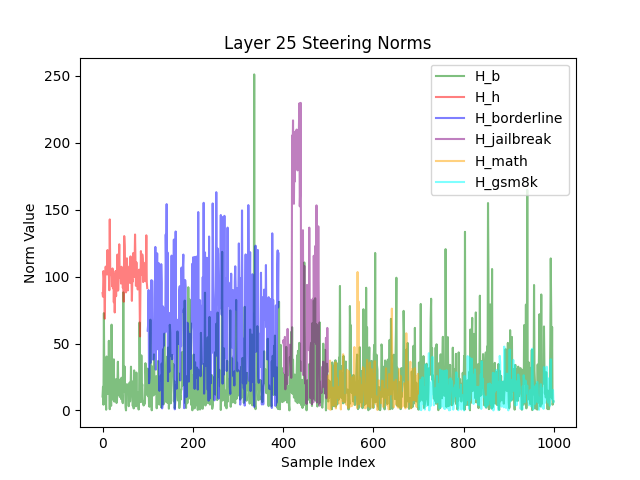 Layer 25 Steering Norms
250
200
150
100
50
0
Norm Value
H_b
H_h
H_borderline
H_jailbreak
H_math
H_gsm8k
0
200
400
600
800
1000
Sample Index